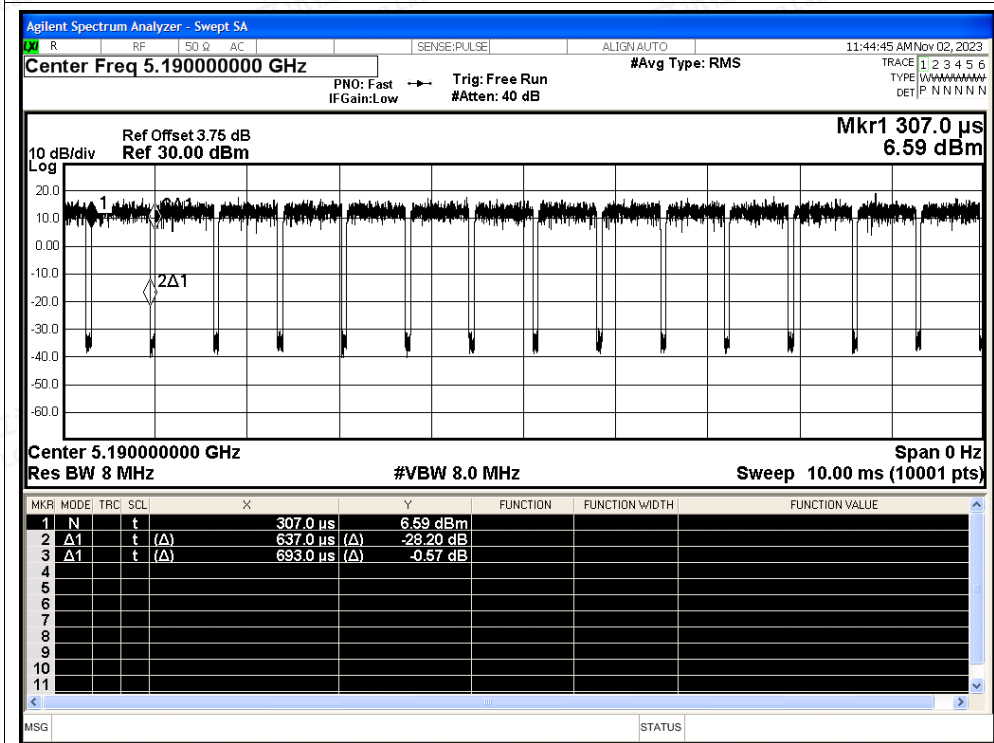 Agilent Spectrum Analyzer - Swept SA
LXI R RF 50 Ω AC SENSE:PULSE ALIGN AUTO 11:44:45 AM Nov 02, 2023
Center Freq 5.190000000 GHz #Avg Type: RMS TRACE 1 2 3 4 5 6
PNO: Fast Trig: Free Run TYPE
IFGain:Low #Atten: 40 dB DET P N N N N N
Mkr1 307.0 µs
Ref Offset 3.75 dB
10 dB/div Ref 30.00 dBm 6.59 dBm
Log
20.0
1
10.0
0.00
-10.0
2Δ1
-20.0
-30.0
-40.0
-50.0
-60.0
Center 5.190000000 GHz Span 0 Hz
Res BW 8 MHz #VBW 8.0 MHz Sweep 10.00 ms (10001 pts)
MKR MODE TRC SCL X Y FUNCTION FUNCTION WIDTH FUNCTION VALUE
1 N t 307.0 µs 6.59 dBm
2 Δ1 t (Δ) 637.0 µs (Δ) -28.20 dB
3 Δ1 t (Δ) 693.0 µs (Δ) -0.57 dB
4
5
6
7
8
9
10
11
MSG STATUS